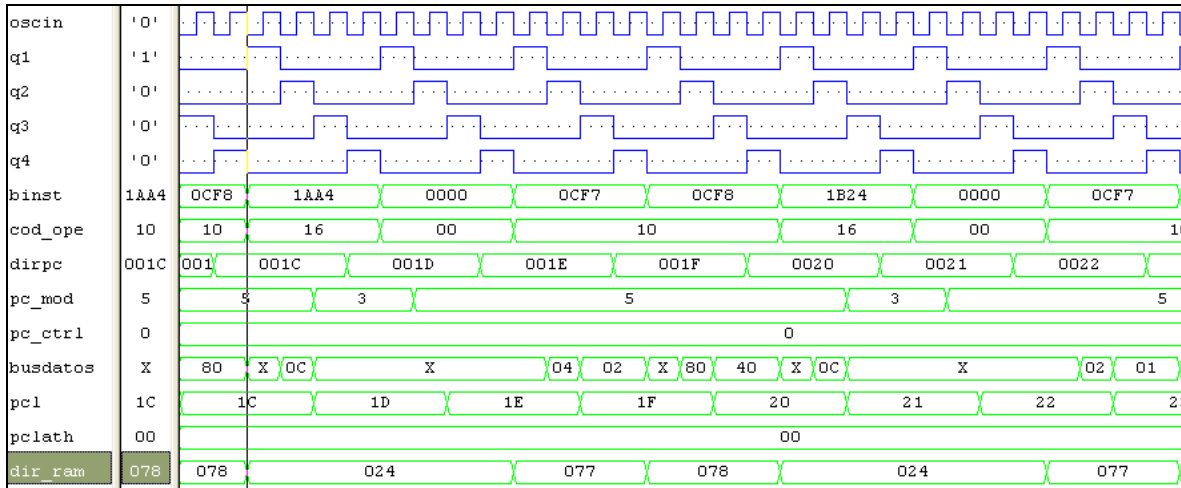 oscin '0'
q1 '1'
q2 '0'
q3 '0'
q4 '0'
binst 1AA4 0CF8 1AA4 0000 0CF7 0CF8 1B24 0000 0CF7
cod_ope 10 10 16 00 10 16 00 1
dirpc 001C 001 001C 001D 001E 001F 0020 0021 0022
pc_mod 5 5 3 5 3 5
pc_ctrl 0 0
busdatos X 80 X 0C X 04 02 X 80 40 X 0C X 02 01
pcl 1C 1C 1D 1E 1F 20 21 22 2
pclath 00 00
dir_ram 078 078 024 077 078 024 077